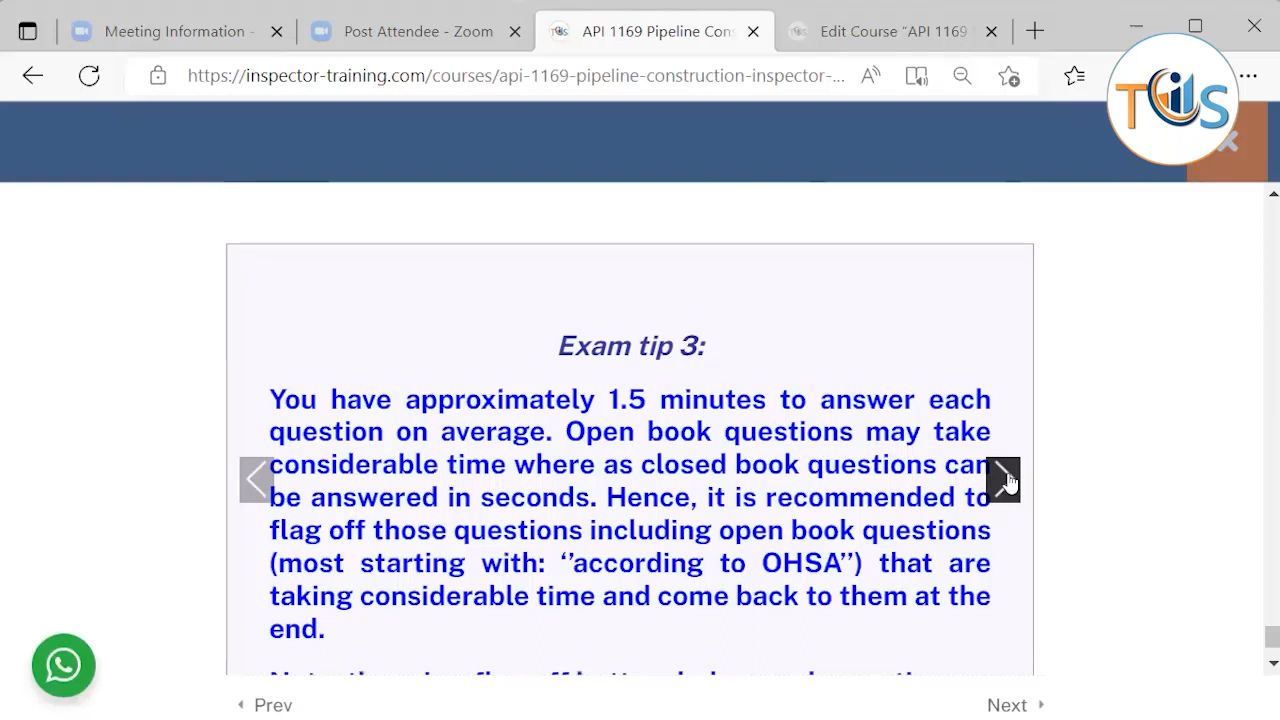 Meeting Information -
Post Attendee - Zoom
API 1169 Pipeline Cons
Edit Course "API 1169
https://inspector-training.com/courses/api-1169-pipeline-construction-inspector-...
TIS
Exam tip 3:
You have approximately 1.5 minutes to answer each
question on average. Open book questions may take
considerable time where as closed book questions can
be answered in seconds. Hence, it is recommended to
flag off those questions including open book questions
(most starting with: ‘’according to OHSA’’) that are
taking considerable time and come back to them at the
end.
Prev
Next